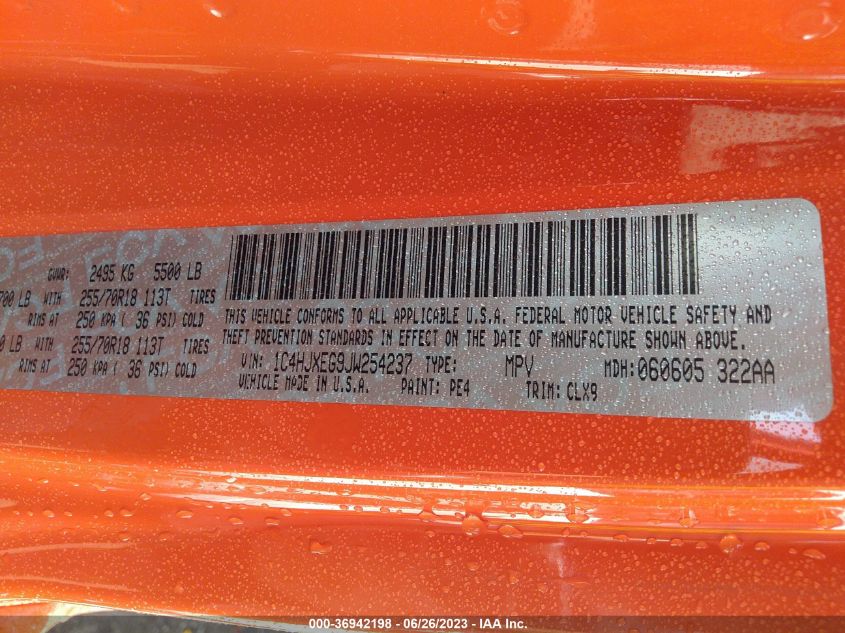 GVWR: 2495 KG 5500 LB
700 LB WITH 255/70R18 113T TIRES
RIMS AT 250 KPA ( 36 PSI) COLD
0 LB WITH 255/70R18 113T TIRES
RIMS AT 250 KPA ( 36 PSI) COLD
THIS VEHICLE CONFORMS TO ALL APPLICABLE U.S.A. FEDERAL MOTOR VEHICLE SAFETY AND
THEFT PREVENTION STANDARDS IN EFFECT ON THE DATE OF MANUFACTURE SHOWN ABOVE.
VIN: 1C4HJXEG9JW254237 TYPE: MPV MDH:060605 322AA
VEHICLE MADE IN U.S.A. PAINT: PE4 TRIM: CLX9
000-36942198 - 06/26/2023 - IAA Inc.